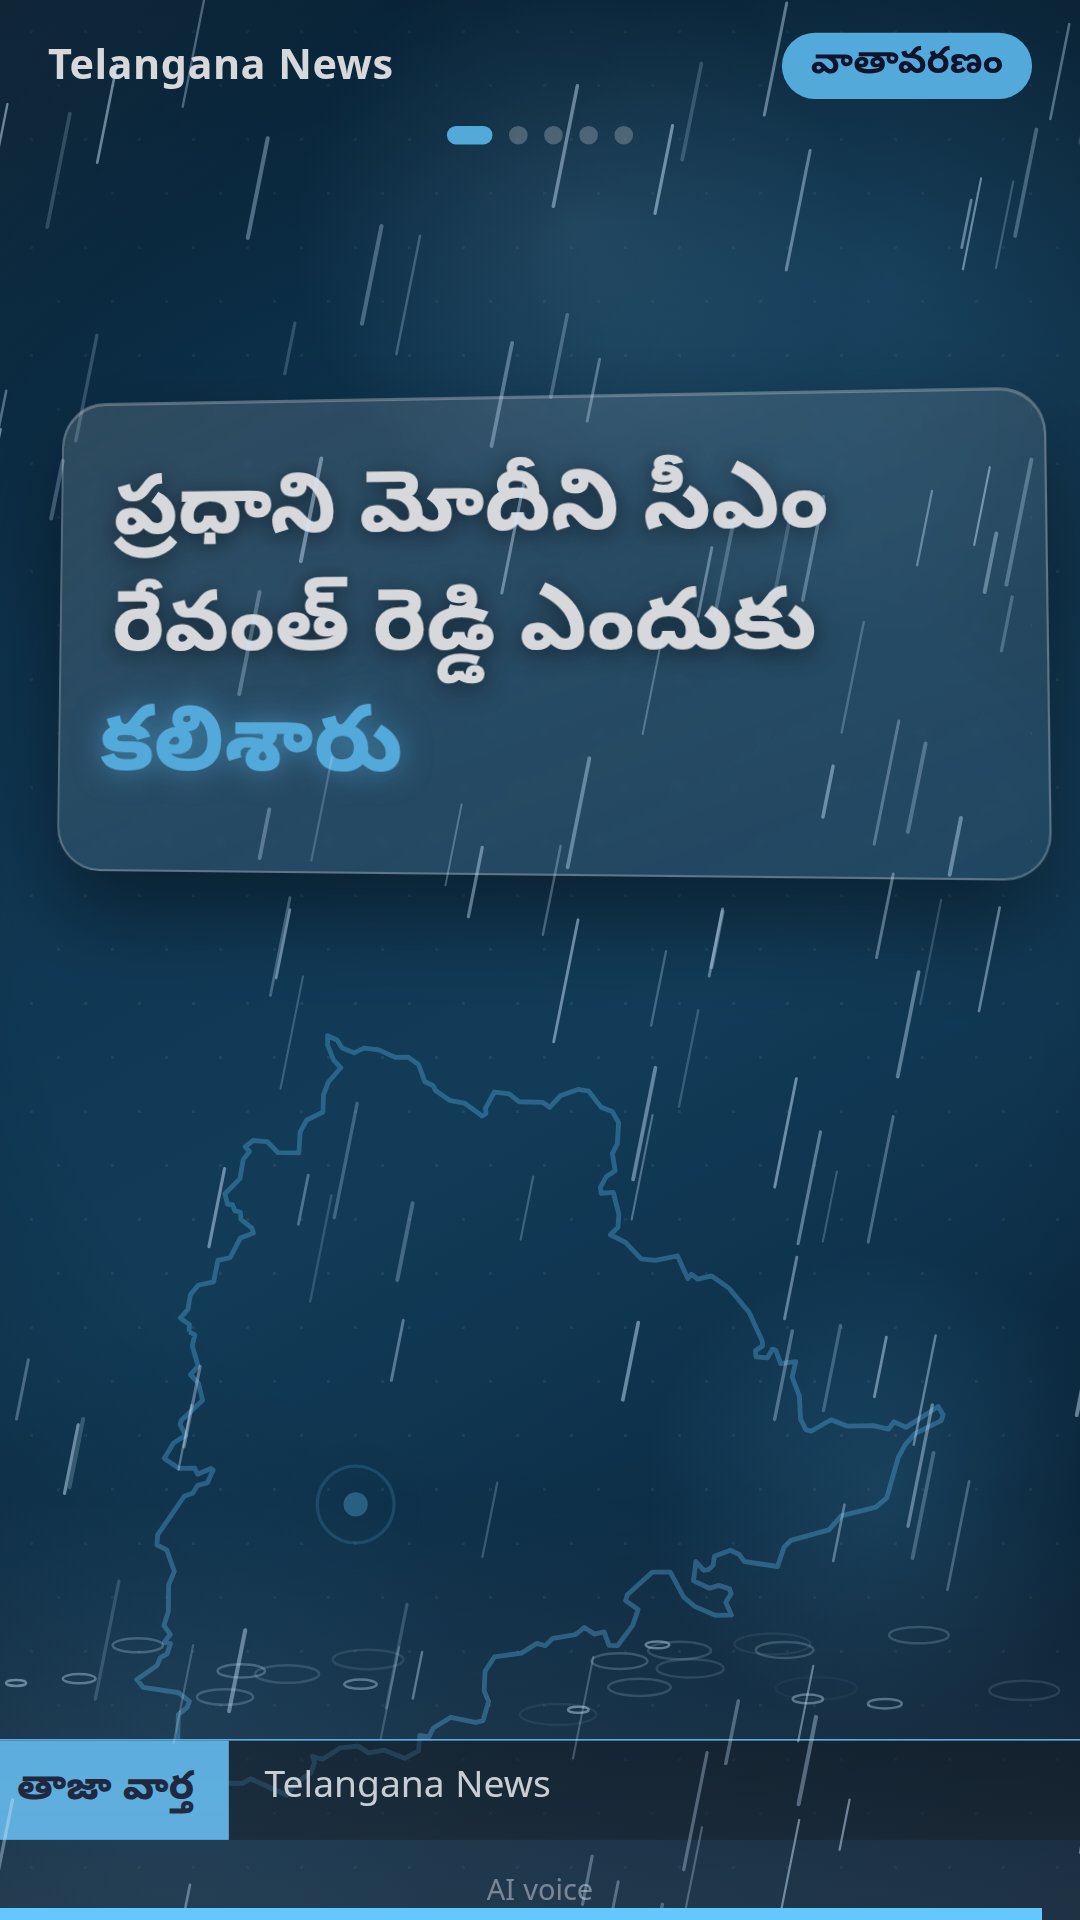 Telangana News
వాతావరణం
ప్రధాని మోదీని సీఎం
రేవంత్ రెడ్డి ఎందుకు
కలిశారు
తాజా వార్త
Telangana News
AI voice